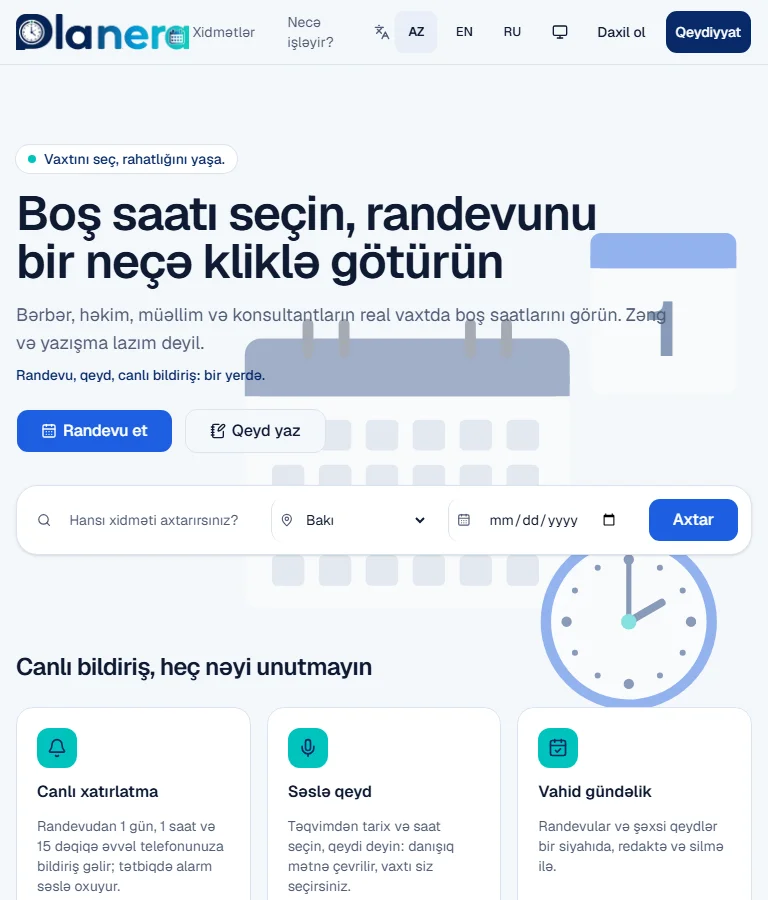 Planera
Xidmətlər
Necə
işləyir?
AZ
EN
RU
Daxil ol
Qeydiyyat
Vaxtını seç, rahatlığını yaşa.
Boş saatı seçin, randevunu
bir neçə kliklə götürün
Bərbər, həkim, müəllim və konsultantların real vaxtda boş saatlarını görün. Zəng
və yazışma lazım deyil.
1
Randevu, qeyd, canlı bildiriş: bir yerdə.
Randevu et
Qeyd yaz
Hansı xidməti axtarırsınız?
Bakı
mm/dd/yyyy
Axtar
Canlı bildiriş, heç nəyi unutmayın
Canlı xatırlatma
Randevudan 1 gün, 1 saat və
15 dəqiqə əvvəl telefonunuza
bildiriş gəlir; tətbiqdə alarm
səslə oxuyur.
Səslə qeyd
Təqvimdən tarix və saat
seçin, qeydi deyin: danışıq
mətnə çevrilir, vaxtı siz
seçirsiniz.
Vahid gündəlik
Randevular və şəxsi qeydlər
bir siyahıda, redaktə və silmə
ilə.